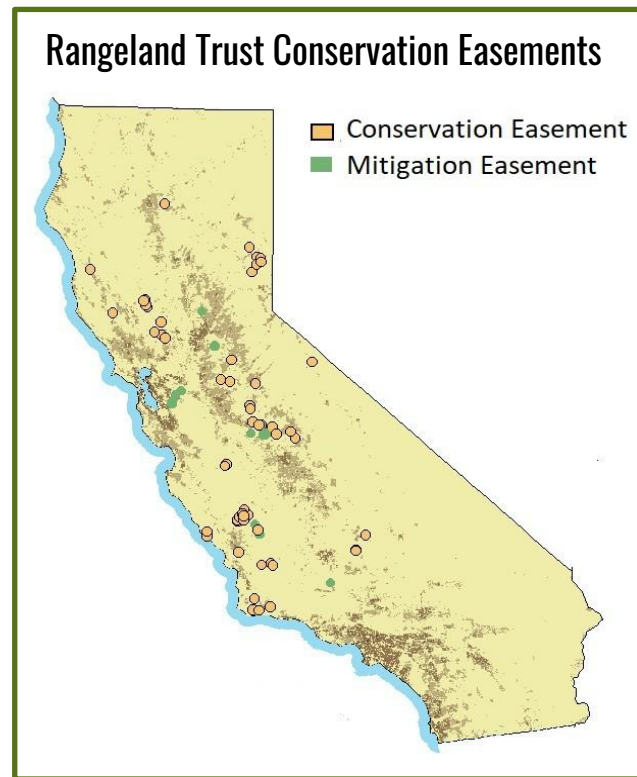 Rangeland Trust Conservation Easements
Conservation Easement
Mitigation Easement